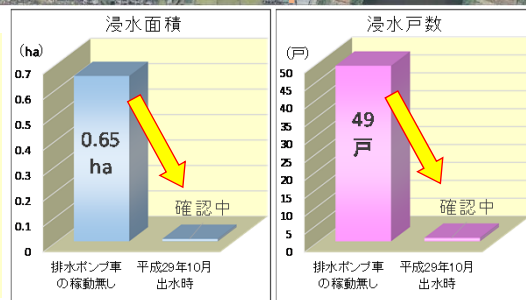 浸水面積
(ha)
0.7
0.6
0.5
0.4
0.3
0.2
0.1
0
0.65
ha
確認中
排水ポンプ車
の稼動無し
平成29年10月
出水時
浸水戸数
(戸)
50
45
40
35
30
25
20
15
10
5
0
49
戸
確認中
排水ポンプ車
の稼動無し
平成29年10月
出水時